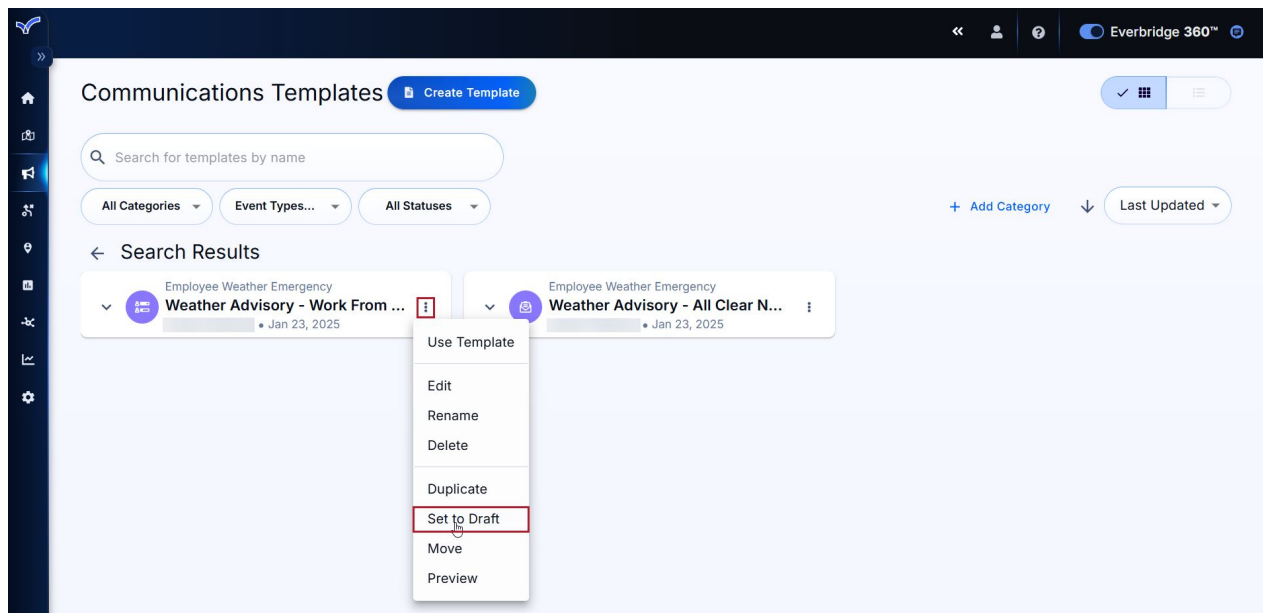 Everbridge 360™
Communications Templates
Create Template
Search for templates by name
All Categories
Event Types...
All Statuses
+ Add Category
Last Updated
Search Results
Employee Weather Emergency
Weather Advisory - Work From ...
• Jan 23, 2025
Employee Weather Emergency
Weather Advisory - All Clear N...
• Jan 23, 2025
Use Template
Edit
Rename
Delete
Duplicate
Set to Draft
Move
Preview